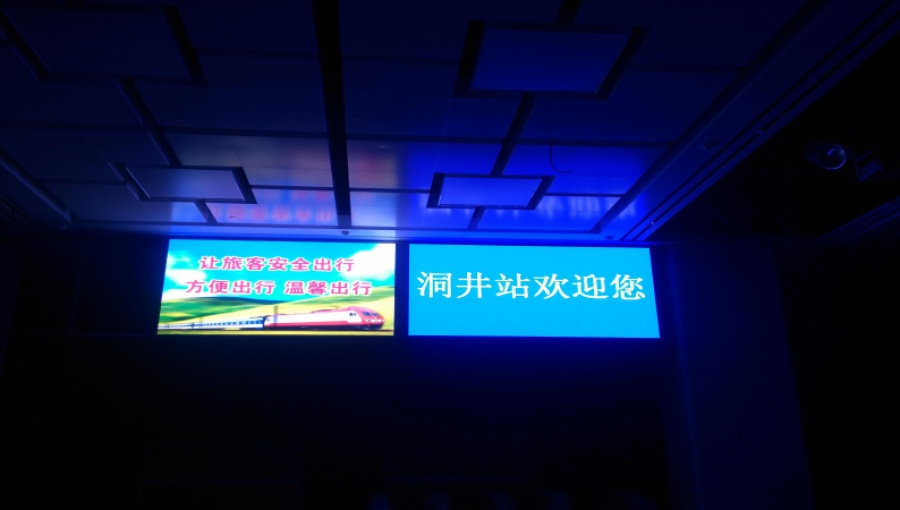 让旅客安全出行
方便出行 温馨出行
洞井站欢迎您